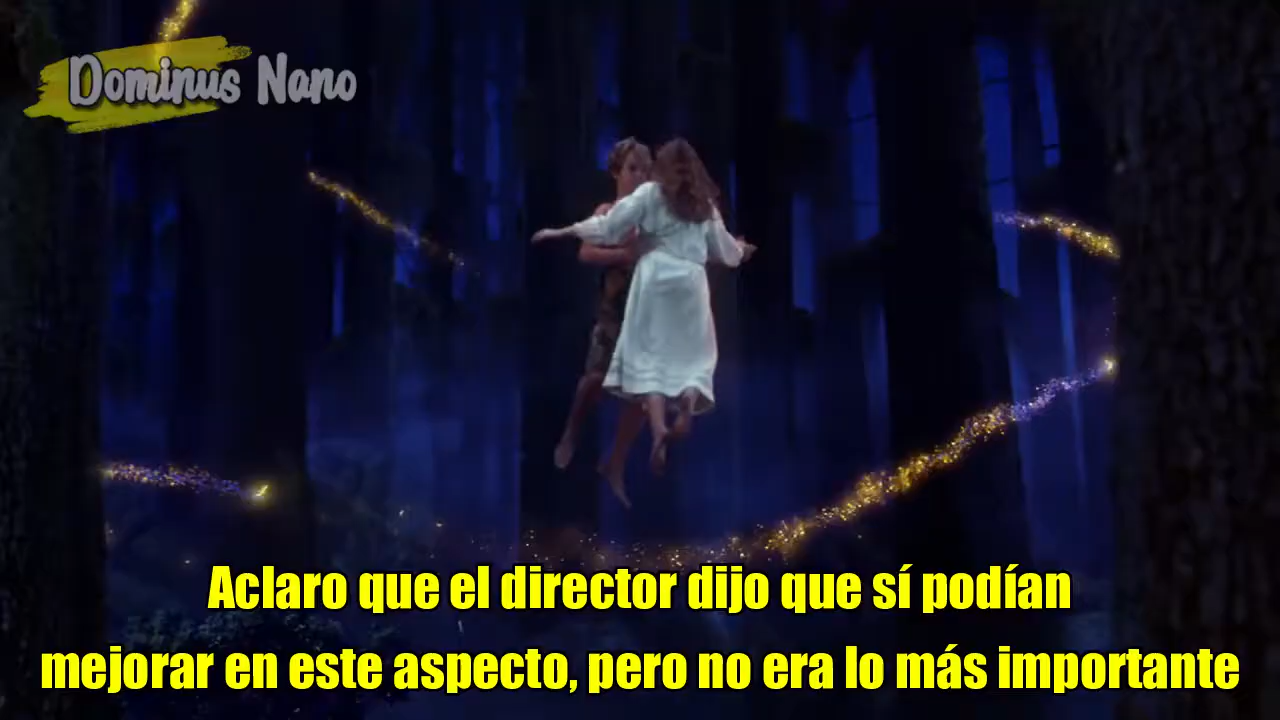 Dominus Nano
Aclaro que el director dijo que sí podían
mejorar en este aspecto, pero no era lo más importante